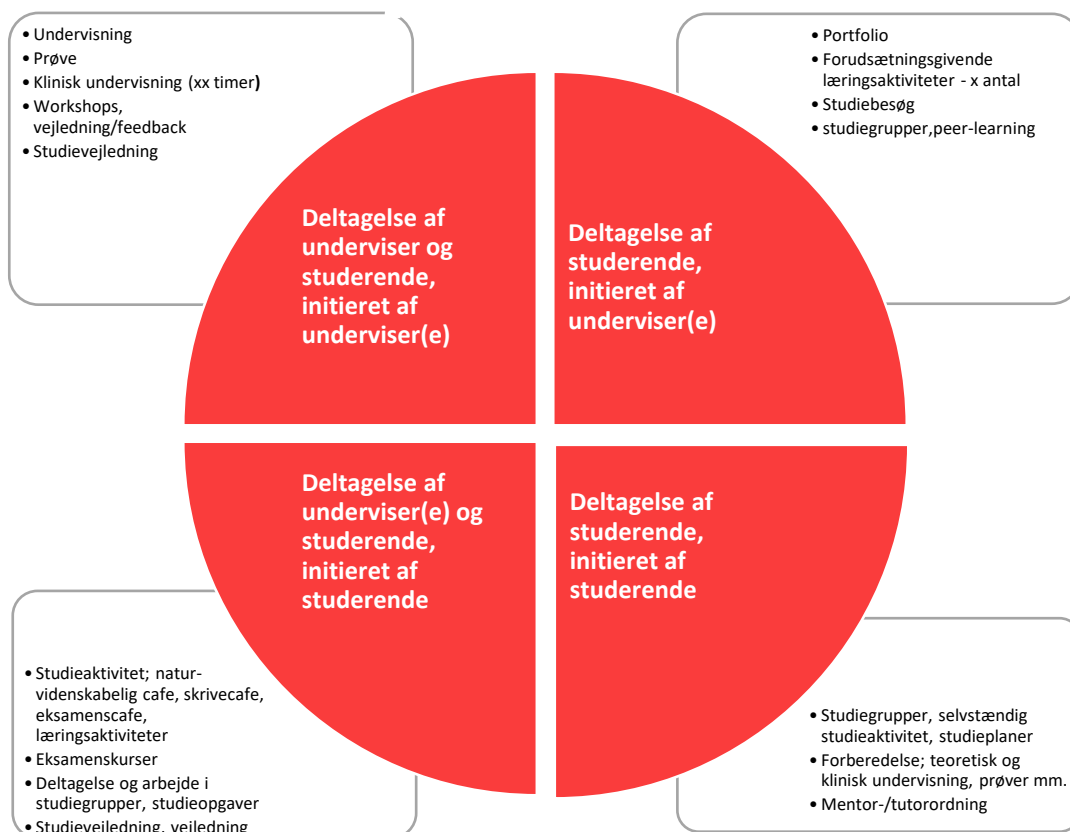 • Undervisning
• Prøve
• Klinisk undervisning (xx timer)
• Workshops,
vejledning/feedback
• Studievejledning
• Portfolio
• Forudsætningsgivende
læringsaktiviteter - x antal
• Studiebesøg
• studiegrupper,peer-learning
Deltagelse af
underviser og
studerende,
initieret af
underviser(e)
Deltagelse af
studerende,
initieret af
underviser(e)
Deltagelse af
underviser(e) og
studerende,
initieret af
studerende
Deltagelse af
studerende,
initieret af
studerende
• Studieaktivitet; natur-
videnskabelig cafe, skrivecafe,
eksamenscafe,
læringsaktiviteter
• Eksamenskurser
• Deltagelse og arbejde i
studiegrupper, studieopgaver
• Studievejledning, vejledning
• Studiegrupper, selvstændig
studieaktivitet, studieplaner
• Forberedelse; teoretisk og
klinisk undervisning, prøver mm.
• Mentor-/tutorordning